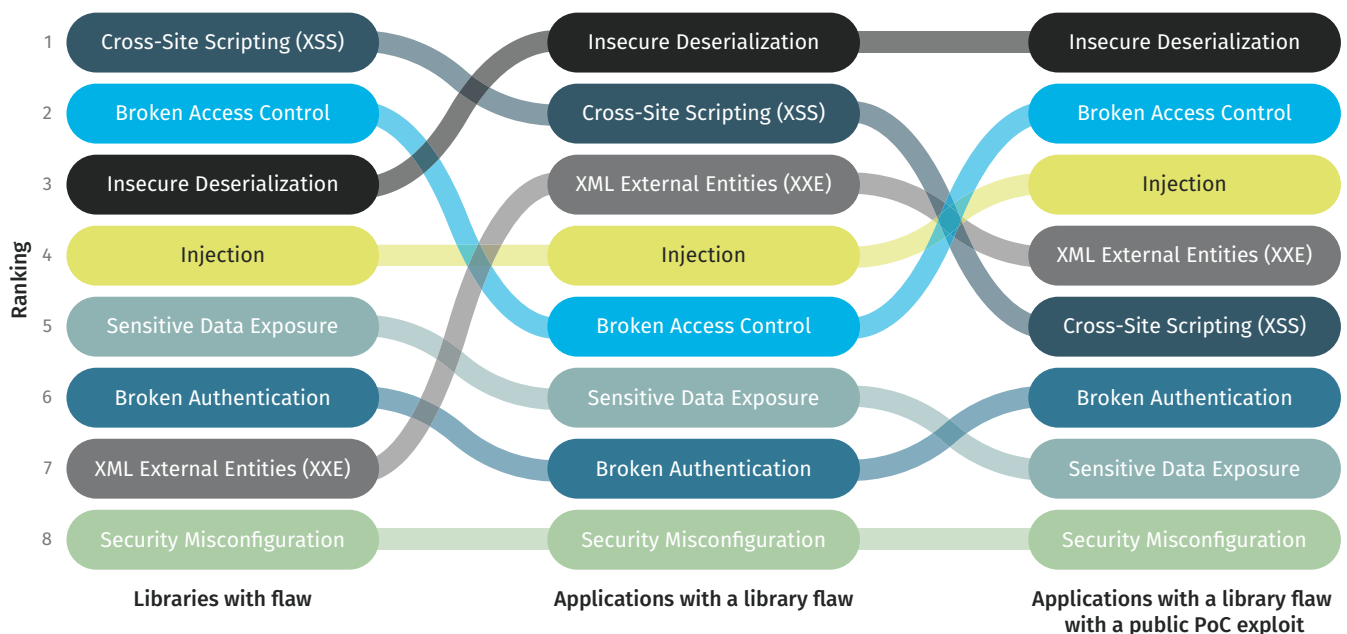 1
Cross-Site Scripting (XSS)
Insecure Deserialization
Insecure Deserialization
2
Broken Access Control
Cross-Site Scripting (XSS)
Broken Access Control
3
Insecure Deserialization
XML External Entities (XXE)
Injection
Ranking
4
Injection
Injection
XML External Entities (XXE)
5
Sensitive Data Exposure
Broken Access Control
Cross-Site Scripting (XSS)
6
Broken Authentication
Sensitive Data Exposure
Broken Authentication
7
XML External Entities (XXE)
Broken Authentication
Sensitive Data Exposure
8
Security Misconfiguration
Security Misconfiguration
Security Misconfiguration
Libraries with flaw
Applications with a library flaw
Applications with a library flaw
with a public PoC exploit